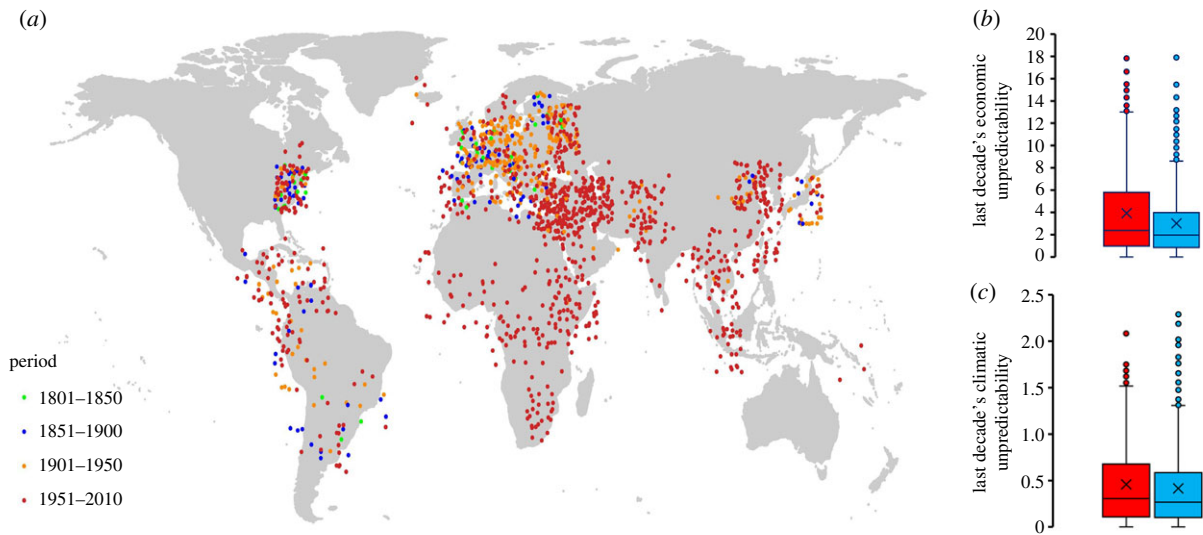 (a)
period
1801–1850
1851–1900
1901–1950
1951–2010
(b)
last decade's economic
unpredictability
20
18
16
14
12
10
8
6
4
2
0
(c)
last decade's climatic
unpredictability
2.5
2.0
1.5
1.0
0.5
0